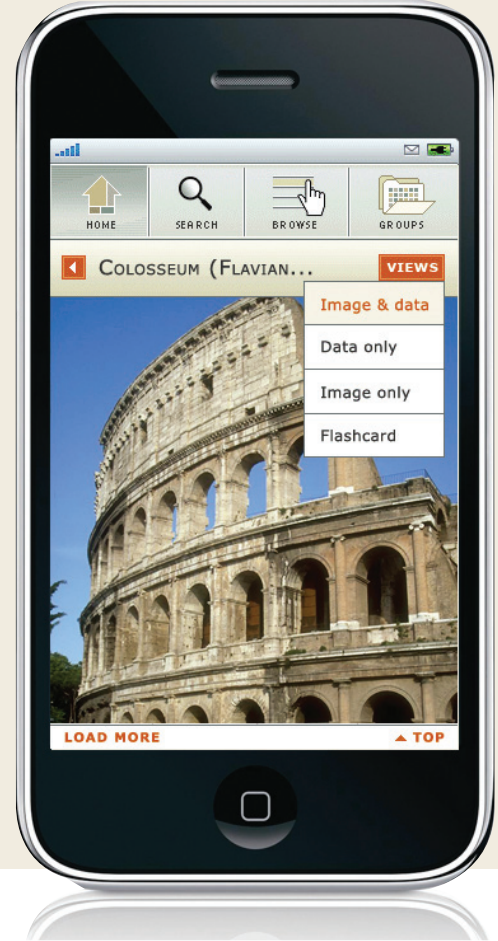 HOME SEARCH BROWSE GROUPS
COLOSSEUM (FLAVIAN... VIEWS
Image & data
Data only
Image only
Flashcard
LOAD MORE TOP